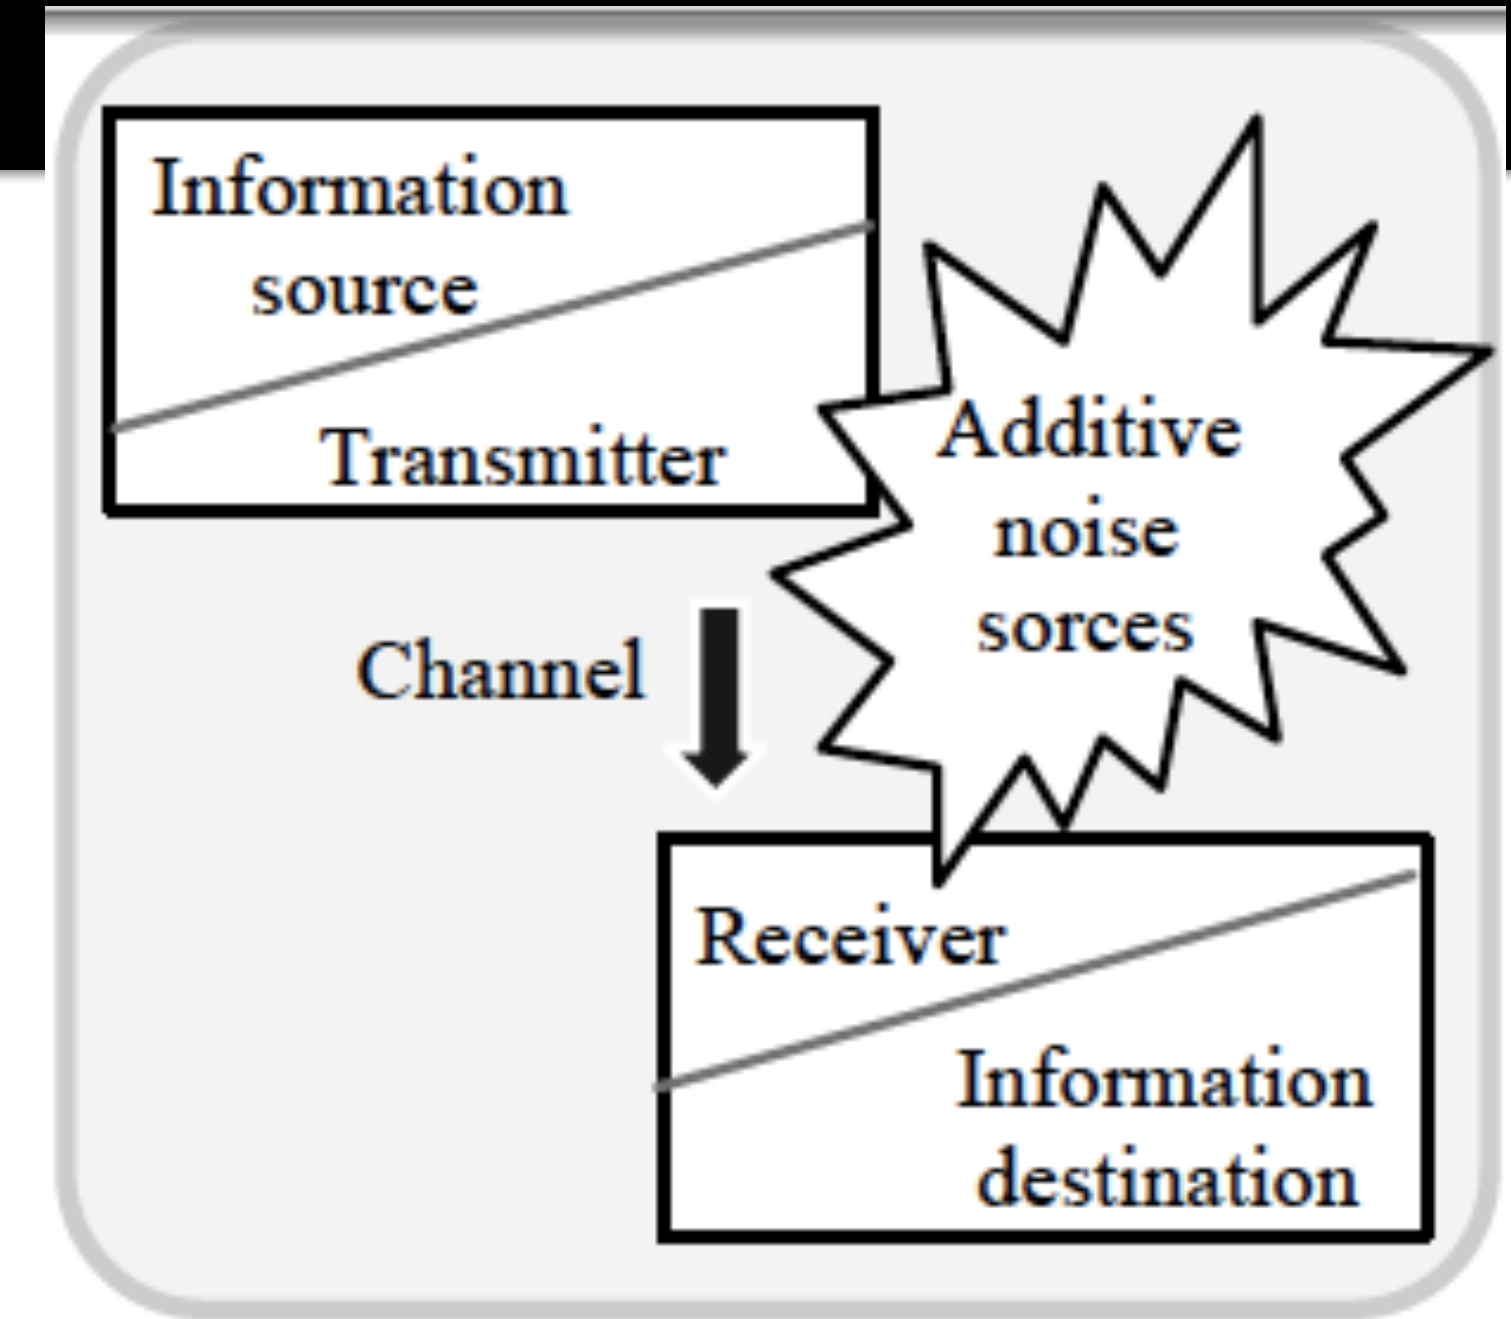 Information
source
Transmitter
Additive
noise
sorces
Channel
Receiver
Information
destination